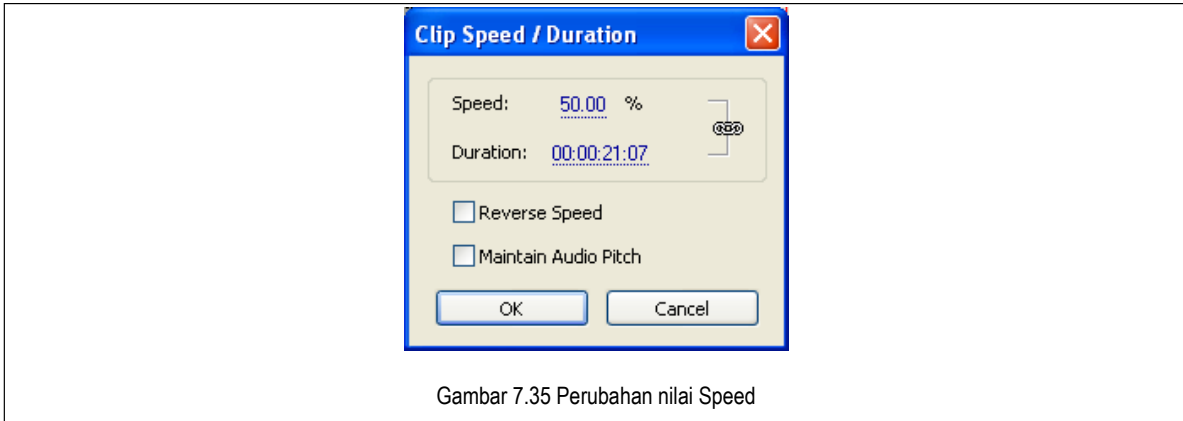 Clip Speed / Duration
Speed: 50.00 %
Duration: 00:00:21:07
Reverse Speed
Maintain Audio Pitch
OK Cancel
Gambar 7.35 Perubahan nilai Speed